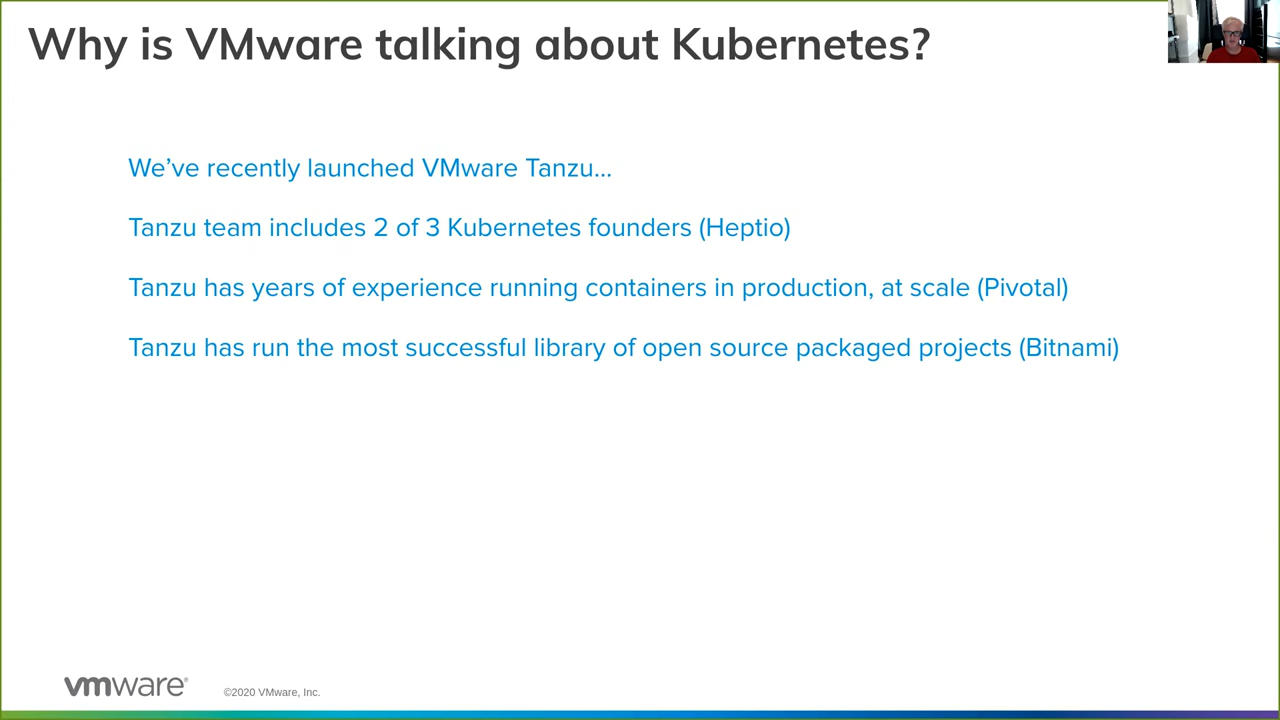 Why is VMware talking about Kubernetes?
We’ve recently launched VMware Tanzu...
Tanzu team includes 2 of 3 Kubernetes founders (Heptio)
Tanzu has years of experience running containers in production, at scale (Pivotal)
Tanzu has run the most successful library of open source packaged projects (Bitnami)
vmware®
©2020 VMware, Inc.